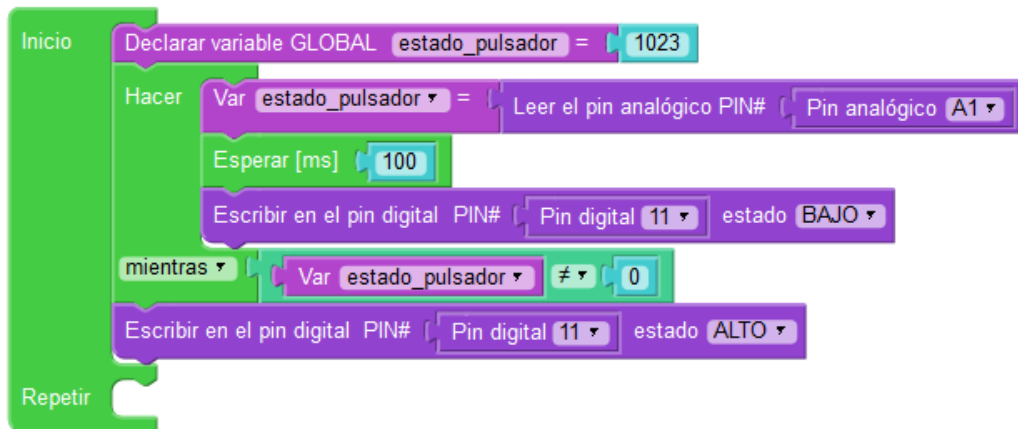 Inicio Declarar variable GLOBAL estado_pulsador = 1023
Hacer Var estado_pulsador = Leer el pin analógico PIN# Pin analógico A1
Esperar [ms] 100
Escribir en el pin digital PIN# Pin digital 11 estado BAJO
mientras Var estado_pulsador ≠ 0
Escribir en el pin digital PIN# Pin digital 11 estado ALTO
Repetir